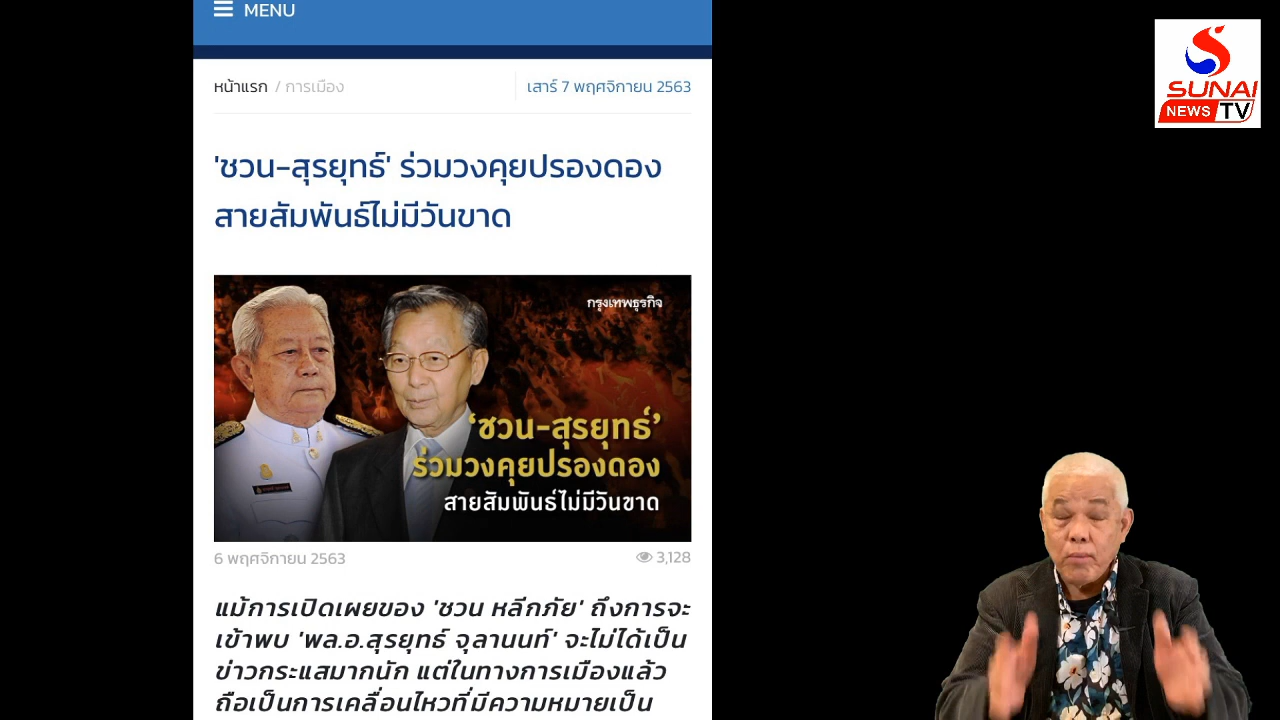 MENU
หน้าแรก / การเมือง
เสาร์ 7 พฤศจิกายน 2563
'ชวน-สุรยุทธ์' ร่วมวงคุยปรองดอง
สายสัมพันธ์ไม่มีวันขาด
กรุงเทพธุรกิจ
‘ชวน-สุรยุทธ์’
ร่วมวงคุยปรองดอง
สายสัมพันธ์ไม่มีวันขาด
6 พฤศจิกายน 2563
3,128
แม้การเปิดเผยของ 'ชวน หลีกภัย' ถึงการจะ
เข้าพบ 'พล.อ.สุรยุทธ์ จุลานนท์' จะไม่ได้เป็น
ข่าวกระแสมากนัก แต่ในทางการเมืองแล้ว
ถือเป็นการเคลื่อนไหวที่มีความหมายเป็น
SUNAI
NEWS TV